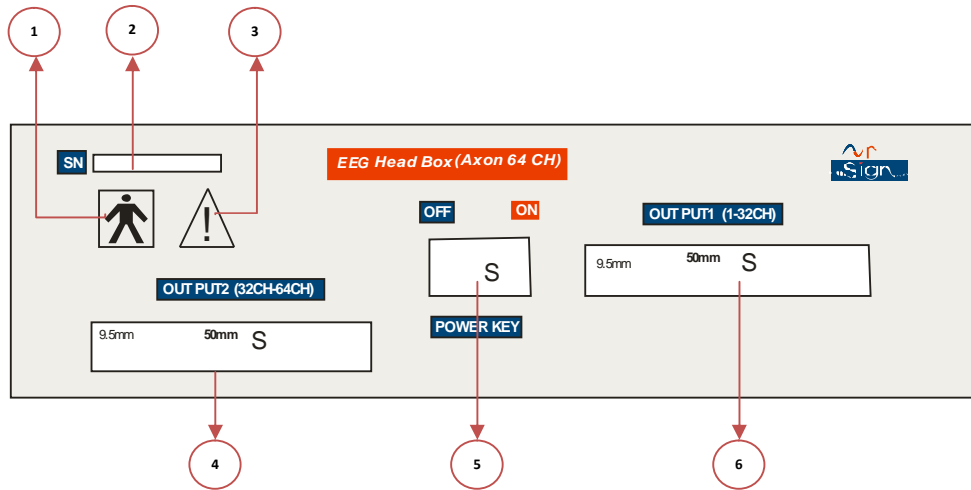 1 2 3
SN
EEG Head Box (Axon 64 CH)
Sign
OFF ON
OUT PUT1 (1-32CH)
!
9.5mm 50mm S
S
OUT PUT2 (32CH-64CH)
POWER KEY
9.5mm 50mm S
4 5 6